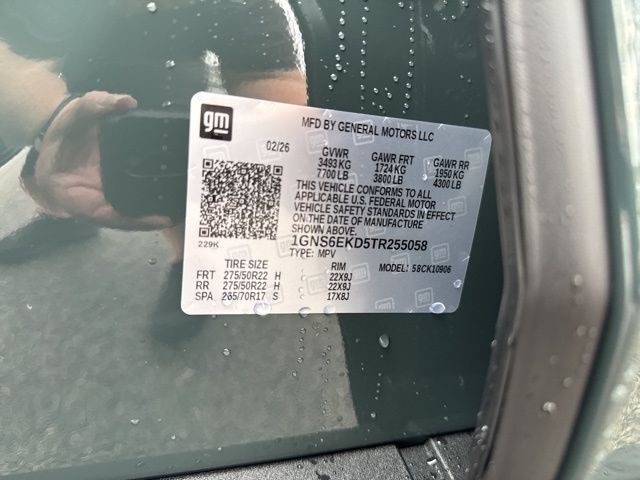 gm
MFD BY GENERAL MOTORS LLC
02/26
GVWR GAWR FRT GAWR RR
3493 KG 1724 KG 1950 KG
7700 LB 3800 LB 4300 LB
THIS VEHICLE CONFORMS TO ALL
APPLICABLE U.S. FEDERAL MOTOR
VEHICLE SAFETY STANDARDS IN EFFECT
ON THE DATE OF MANUFACTURE
SHOWN ABOVE.
229K
1GNS6EKD5TR255058
TYPE: MPV
TIRE SIZE RIM MODEL: 58CK10906
FRT 275/50R22 H 22X9J
RR 275/50R22 H 22X9J
SPA 265/70R17 S 17X8J